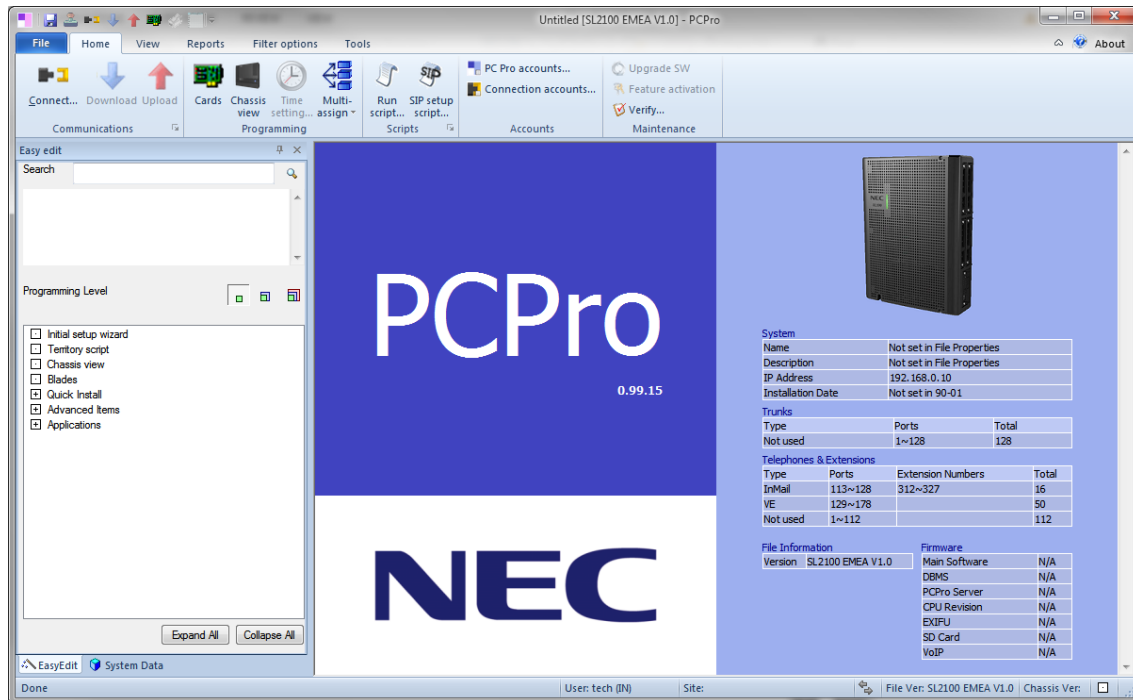 Untitled [SL2100 EMEA V1.0] - PCPro
File Home View Reports Filter options Tools About
Connect... Download Upload Cards Chassis view Time setting... Multi-assign Run script... SIP setup script... PC Pro accounts... Connection accounts... Upgrade SW Feature activation Verify...
Communications Programming Scripts Accounts Maintenance
Easy edit
Search
Programming Level
Initial setup wizard
Territory script
Chassis view
Blades
Quick Install
Advanced Items
Applications
Expand All Collapse All
EasyEdit System Data
PCPro
0.99.15
NEC
NEC
System
Name Not set in File Properties
Description Not set in File Properties
IP Address 192.168.0.10
Installation Date Not set in 90-01
Trunks
Type Ports Total
Not used 1~128 128
Telephones & Extensions
Type Ports Extension Numbers Total
InMail 113~128 312~327 16
VE 129~178 50
Not used 1~112 112
File Information
Version SL2100 EMEA V1.0
Firmware
Main Software N/A
DBMS N/A
PCPro Server N/A
CPU Revision N/A
EXIFU N/A
SD Card N/A
VoIP N/A
Done User: tech (IN) Site: File Ver: SL2100 EMEA V1.0 Chassis Ver: